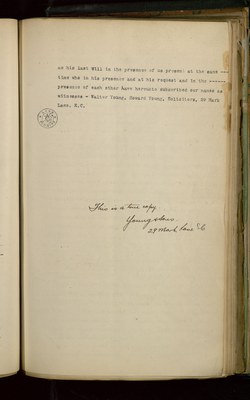 as his Last Will in the presence of us present at the same ---
time who in his presence and at his request and in the ------
presence of each other have hereunto subscribed our names as
witnesses - Walter Young, Howard Young, Solicitors, 29 Mark
Lane, E.C.
This is a true copy.
Young & Sons
29 Mark Lane EC